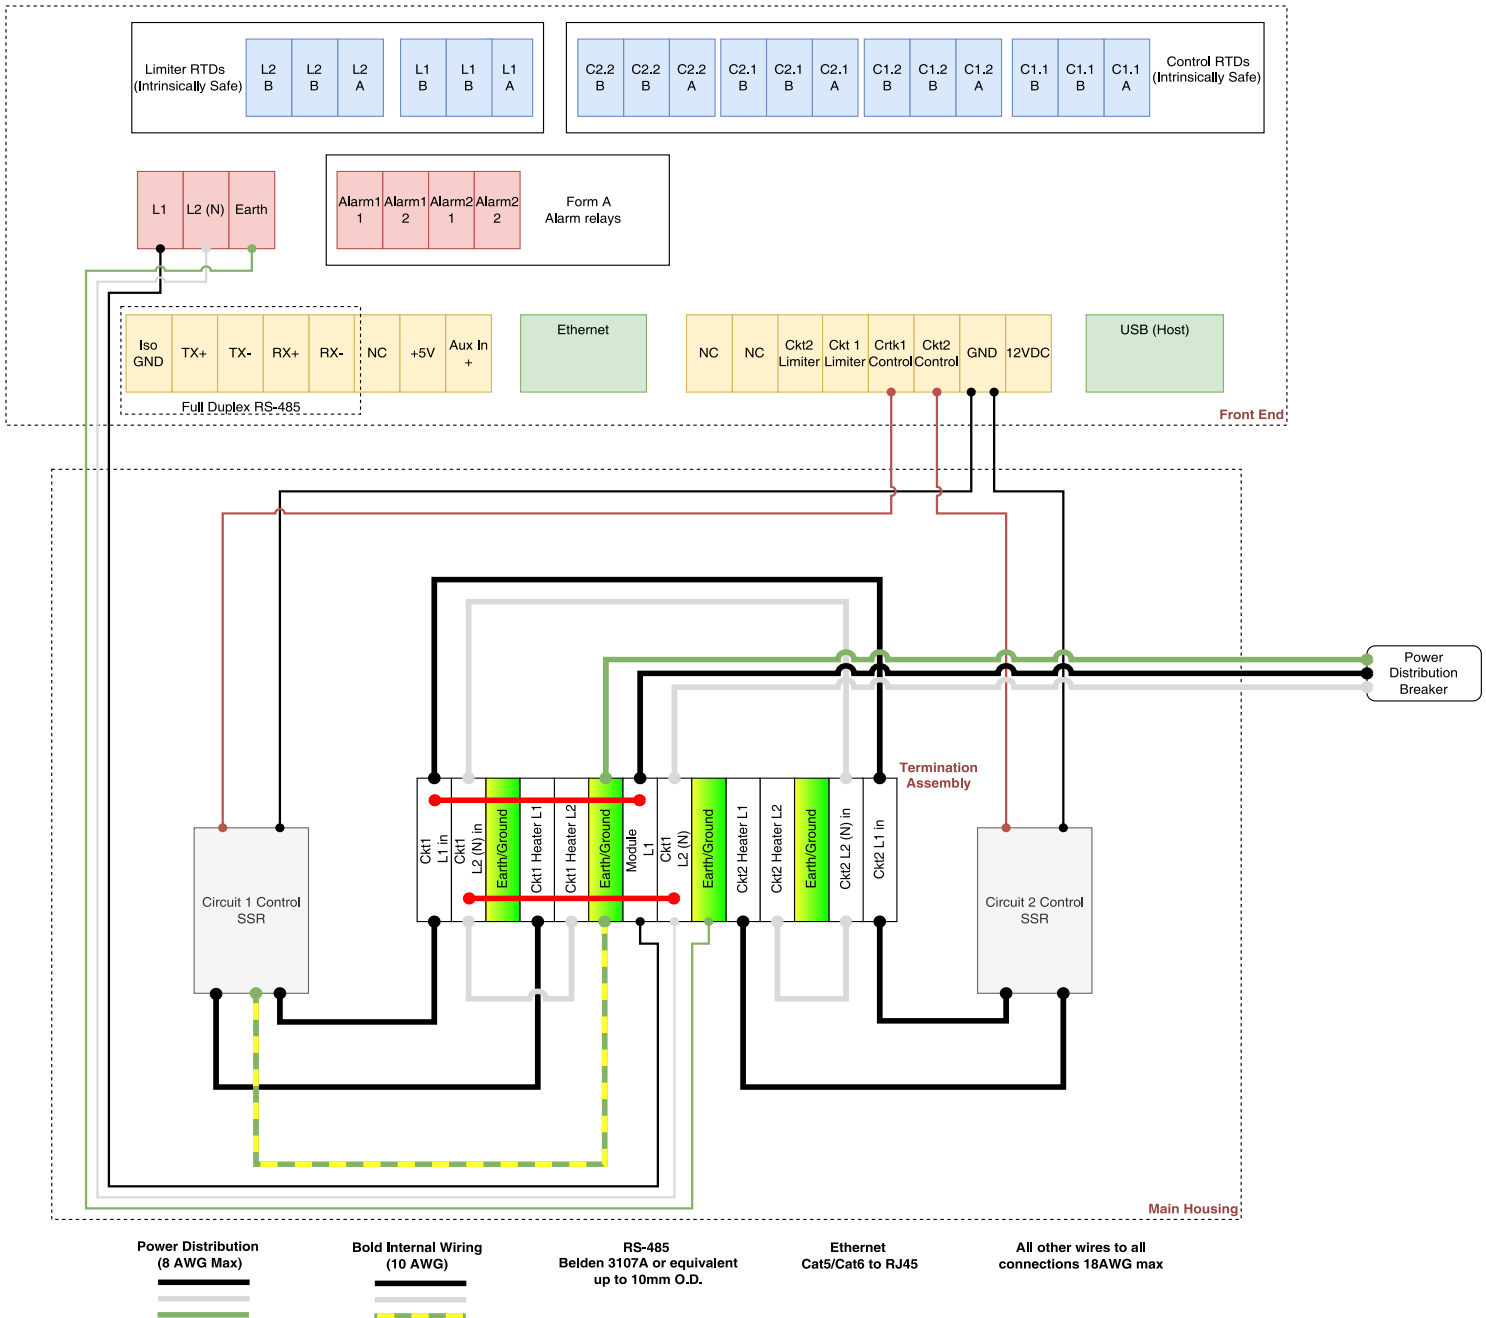 Limiter RTDs
(Intrinsically Safe)
L2
B
L2
B
L2
A
L1
B
L1
B
L1
A
C2.2
B
C2.2
B
C2.2
A
C2.1
B
C2.1
B
C2.1
A
C1.2
B
C1.2
B
C1.2
A
C1.1
B
C1.1
B
C1.1
A
Control RTDs
(Intrinsically Safe)
L1
L2 (N)
Earth
Alarm1
1
Alarm1
2
Alarm2
1
Alarm2
2
Form A
Alarm relays
Iso
GND
TX+
TX-
RX+
RX-
NC
+5V
Aux In
+
Full Duplex RS-485
Ethernet
NC
NC
Ckt2
Limiter
Ckt 1
Limiter
Crtk1
Control
Ckt2
Control
GND
12VDC
USB (Host)
Front End
Power
Distribution
Breaker
Termination
Assembly
Ckt1
L1 in
Ckt1
L2 (N) in
Earth/Ground
Ckt1 Heater L1
Ckt1 Heater L2
Earth/Ground
Module
L1
Ckt1
L2 (N)
Earth/Ground
Ckt2 Heater L1
Ckt2 Heater L2
Earth/Ground
Ckt2 L2 (N) in
Ckt2 L1 in
Circuit 1 Control
SSR
Circuit 2 Control
SSR
Main Housing
Power Distribution
(8 AWG Max)
Bold Internal Wiring
(10 AWG)
RS-485
Belden 3107A or equivalent
up to 10mm O.D.
Ethernet
Cat5/Cat6 to RJ45
All other wires to all
connections 18AWG max